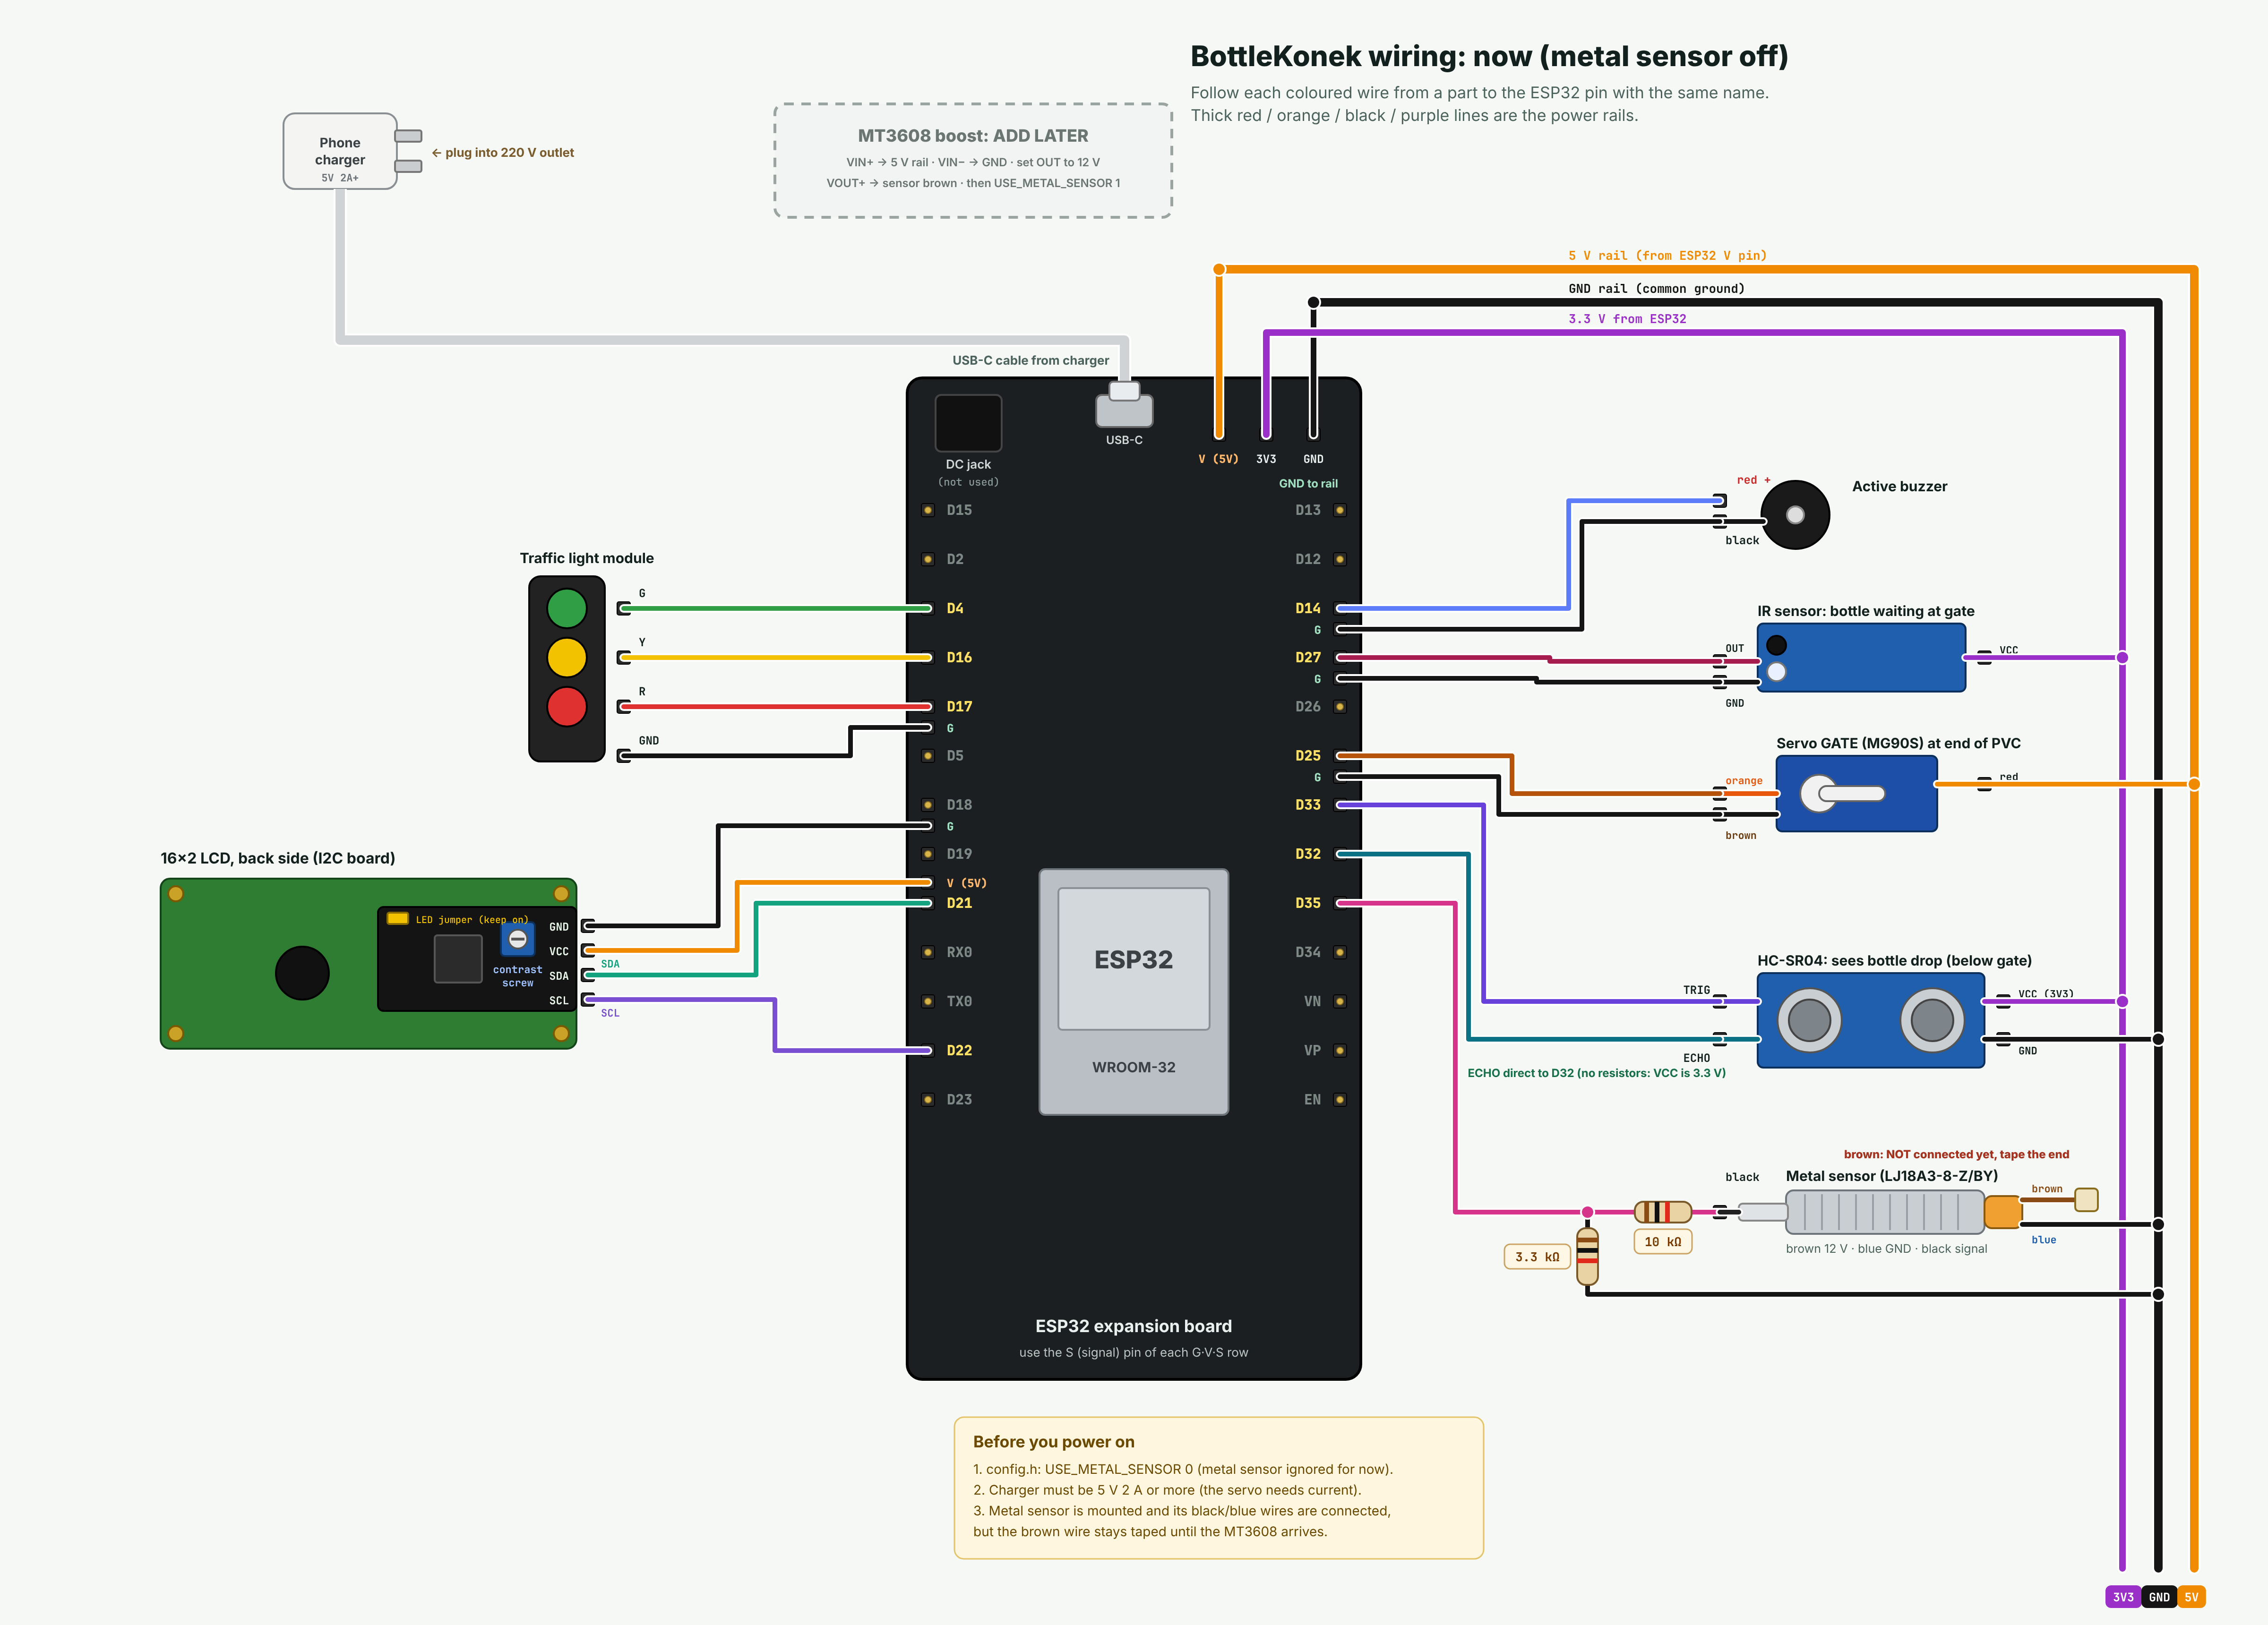 BottleKonek wiring: now (metal sensor off)
Follow each coloured wire from a part to the ESP32 pin with the same name.
Thick red / orange / black / purple lines are the power rails.
Phone
charger
5V 2A+
← plug into 220 V outlet
MT3608 boost: ADD LATER
VIN+ → 5 V rail · VIN− → GND · set OUT to 12 V
VOUT+ → sensor brown · then USE_METAL_SENSOR 1
5 V rail (from ESP32 V pin)
GND rail (common ground)
3.3 V from ESP32
USB-C cable from charger
USB-C
DC jack
(not used)
V (5V)
3V3
GND
GND to rail
D15
D2
D4
D16
D17
G
D5
D18
G
D19
V (5V)
D21
RX0
TX0
D22
D23
D13
D12
D14
G
D27
G
D26
D25
G
D33
D32
D35
D34
VN
VP
EN
ESP32
WROOM-32
ESP32 expansion board
use the S (signal) pin of each G·V·S row
Traffic light module
G
Y
R
GND
16×2 LCD, back side (I2C board)
LED jumper (keep on)
contrast
screw
GND
VCC
SDA
SCL
SDA
SCL
red +
black
Active buzzer
IR sensor: bottle waiting at gate
OUT
GND
VCC
Servo GATE (MG90S) at end of PVC
orange
brown
red
HC-SR04: sees bottle drop (below gate)
TRIG
ECHO
VCC (3V3)
GND
ECHO direct to D32 (no resistors: VCC is 3.3 V)
brown: NOT connected yet, tape the end
black
Metal sensor (LJ18A3-8-Z/BY)
brown
blue
brown 12 V · blue GND · black signal
10 kΩ
3.3 kΩ
Before you power on
1. config.h: USE_METAL_SENSOR 0 (metal sensor ignored for now).
2. Charger must be 5 V 2 A or more (the servo needs current).
3. Metal sensor is mounted and its black/blue wires are connected,
but the brown wire stays taped until the MT3608 arrives.
3V3
GND
5V